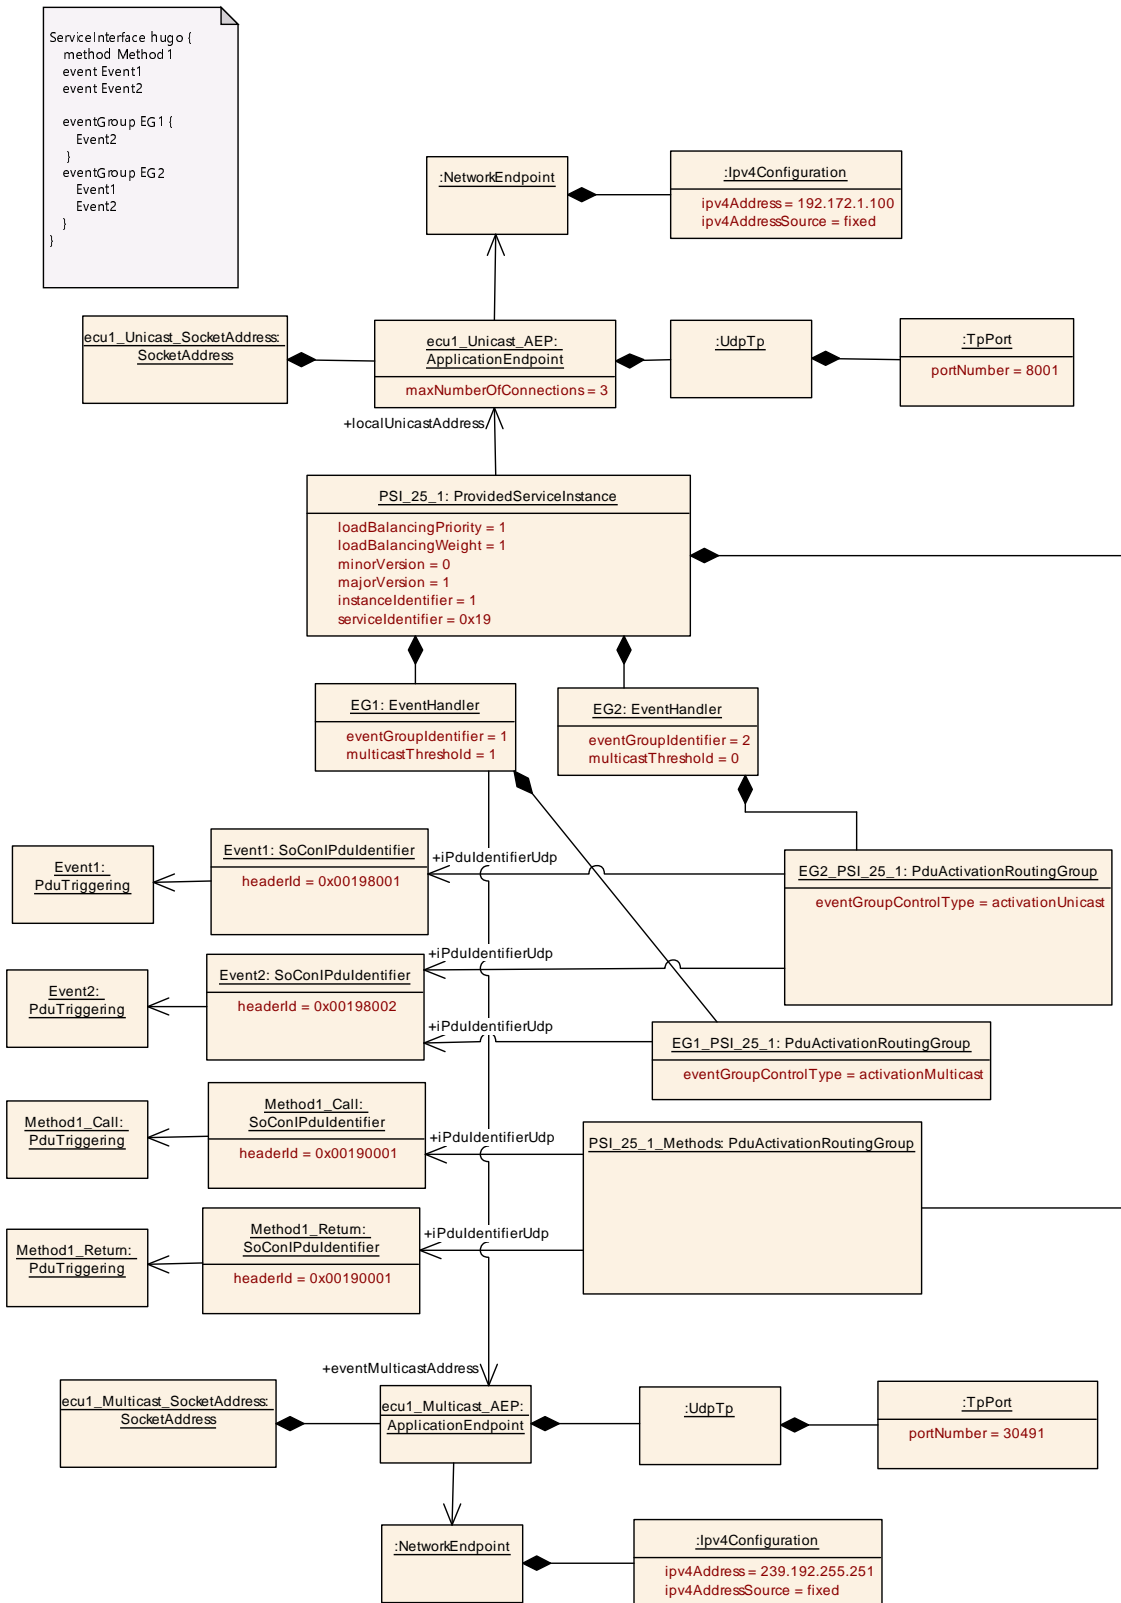 ServiceInterface hugo {
method Method1
event Event1
event Event2
eventGroup EG1 {
Event2
}
eventGroup EG2
Event1
Event2
}
}
:NetworkEndpoint
:Ipv4Configuration
ipv4Address = 192.172.1.100
ipv4AddressSource = fixed
ecu1_Unicast_SocketAddress:
SocketAddress
ecu1_Unicast_AEP:
ApplicationEndpoint
maxNumberOfConnections = 3
:UdpTp
:TpPort
portNumber = 8001
+localUnicastAddress
PSI_25_1: ProvidedServiceInstance
loadBalancingPriority = 1
loadBalancingWeight = 1
minorVersion = 0
majorVersion = 1
instanceIdentifier = 1
serviceIdentifier = 0x19
EG1: EventHandler
eventGroupIdentifier = 1
multicastThreshold = 1
EG2: EventHandler
eventGroupIdentifier = 2
multicastThreshold = 0
Event1:
PduTriggering
Event1: SoConIPduIdentifier
headerId = 0x00198001
+iPduIdentifierUdp
EG2_PSI_25_1: PduActivationRoutingGroup
eventGroupControlType = activationUnicast
Event2:
PduTriggering
Event2: SoConIPduIdentifier
headerId = 0x00198002
+iPduIdentifierUdp
+iPduIdentifierUdp
EG1_PSI_25_1: PduActivationRoutingGroup
eventGroupControlType = activationMulticast
Method1_Call:
PduTriggering
Method1_Call:
SoConIPduIdentifier
headerId = 0x00190001
+iPduIdentifierUdp
PSI_25_1_Methods: PduActivationRoutingGroup
Method1_Return:
PduTriggering
Method1_Return:
SoConIPduIdentifier
headerId = 0x00190001
+iPduIdentifierUdp
+eventMulticastAddress
ecu1_Multicast_SocketAddress:
SocketAddress
ecu1_Multicast_AEP:
ApplicationEndpoint
:UdpTp
:TpPort
portNumber = 30491
:NetworkEndpoint
:Ipv4Configuration
ipv4Address = 239.192.255.251
ipv4AddressSource = fixed